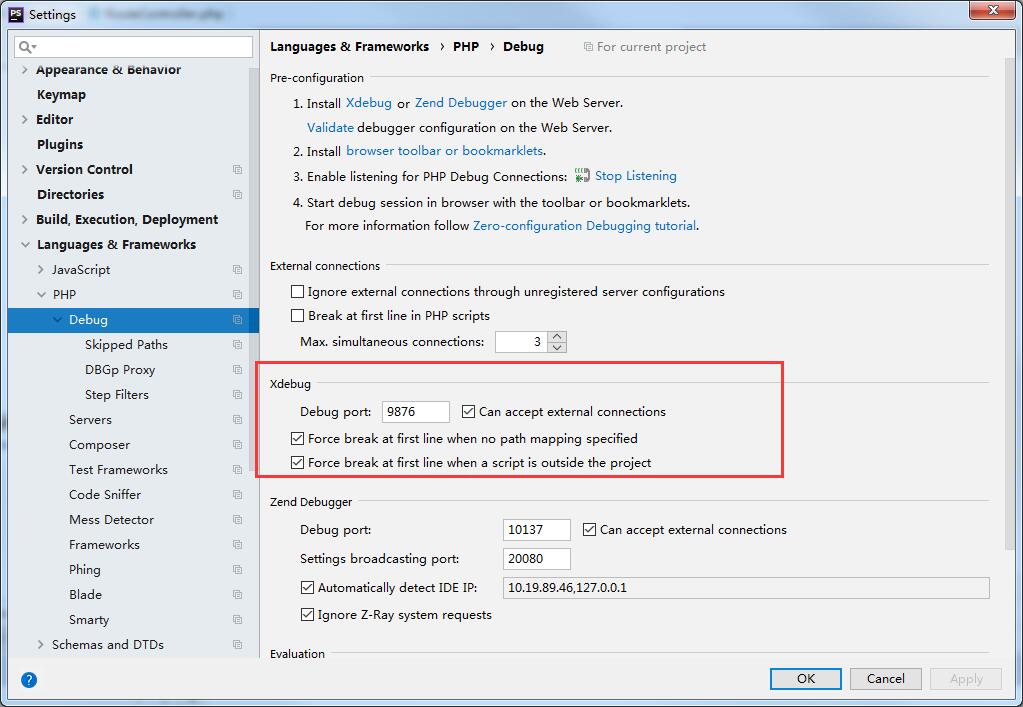 PS Settings
Appearance & Behavior
Keymap
Editor
Plugins
Version Control
Directories
Build, Execution, Deployment
Languages & Frameworks
JavaScript
PHP
Debug
Skipped Paths
DBGp Proxy
Step Filters
Servers
Composer
Test Frameworks
Code Sniffer
Mess Detector
Frameworks
Phing
Blade
Smarty
Schemas and DTDs
?
Languages & Frameworks › PHP › Debug For current project
Pre-configuration
1. Install Xdebug or Zend Debugger on the Web Server.
Validate debugger configuration on the Web Server.
2. Install browser toolbar or bookmarklets.
3. Enable listening for PHP Debug Connections: Stop Listening
4. Start debug session in browser with the toolbar or bookmarklets.
For more information follow Zero-configuration Debugging tutorial.
External connections
Ignore external connections through unregistered server configurations
Break at first line in PHP scripts
Max. simultaneous connections: 3
Xdebug
Debug port: 9876 Can accept external connections
Force break at first line when no path mapping specified
Force break at first line when a script is outside the project
Zend Debugger
Debug port: 10137 Can accept external connections
Settings broadcasting port: 20080
Automatically detect IDE IP: 10.19.89.46,127.0.0.1
Ignore Z-Ray system requests
Evaluation
OK Cancel Apply